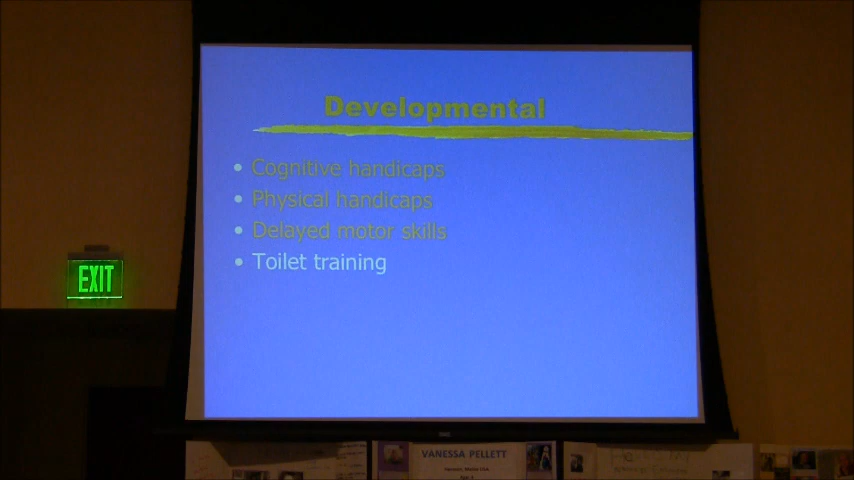 Developmental
• Cognitive handicaps
• Physical handicaps
• Delayed motor skills
• Toilet training
EXIT
VANESSA PELLETT